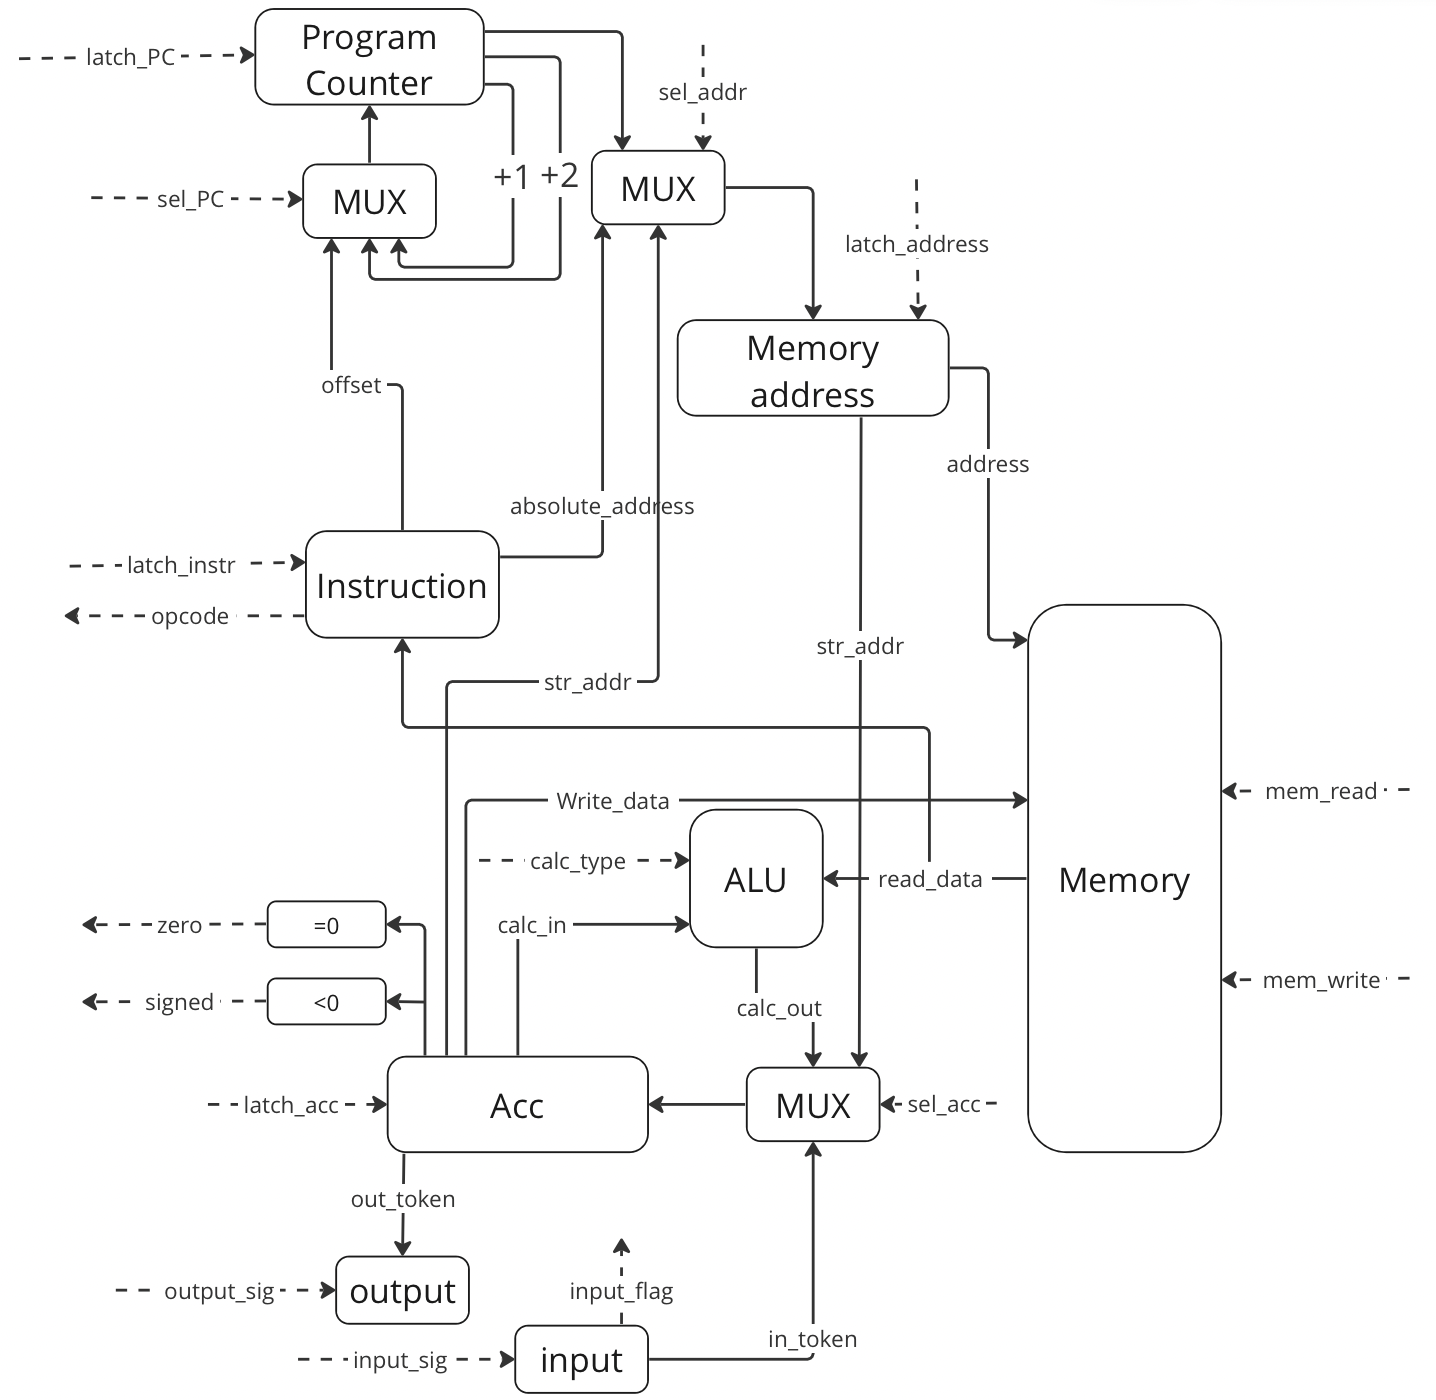 Program
Counter
latch_PC
sel_addr
+1
+2
MUX
sel_PC
MUX
latch_address
Memory
address
offset
address
absolute_address
latch_instr
Instruction
opcode
str_addr
str_addr
Write_data
mem_read
calc_type
ALU
read_data
Memory
zero
=0
calc_in
mem_write
signed
<0
calc_out
latch_acc
Acc
MUX
sel_acc
out_token
output_sig
output
input_flag
in_token
input_sig
input